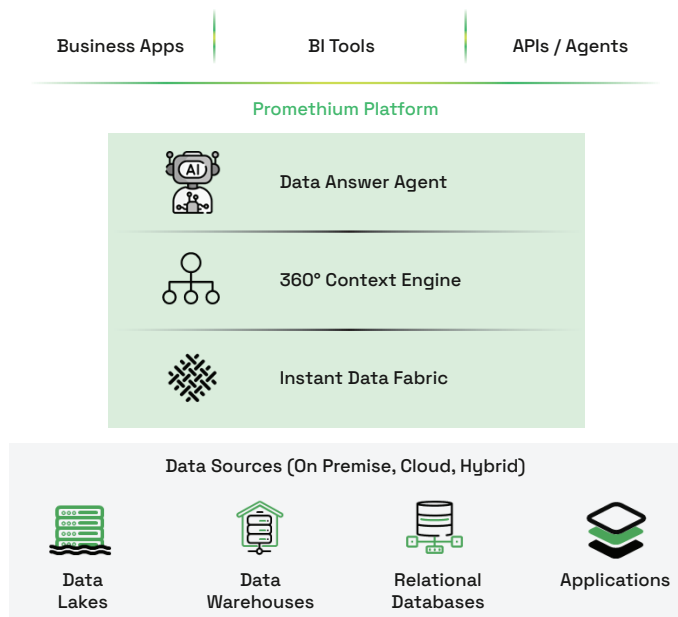 Business Apps
BI Tools
APIs / Agents
Promethium Platform
AI
Data Answer Agent
360° Context Engine
Instant Data Fabric
Data Sources (On Premise, Cloud, Hybrid)
Data
Lakes
Data
Warehouses
Relational
Databases
Applications